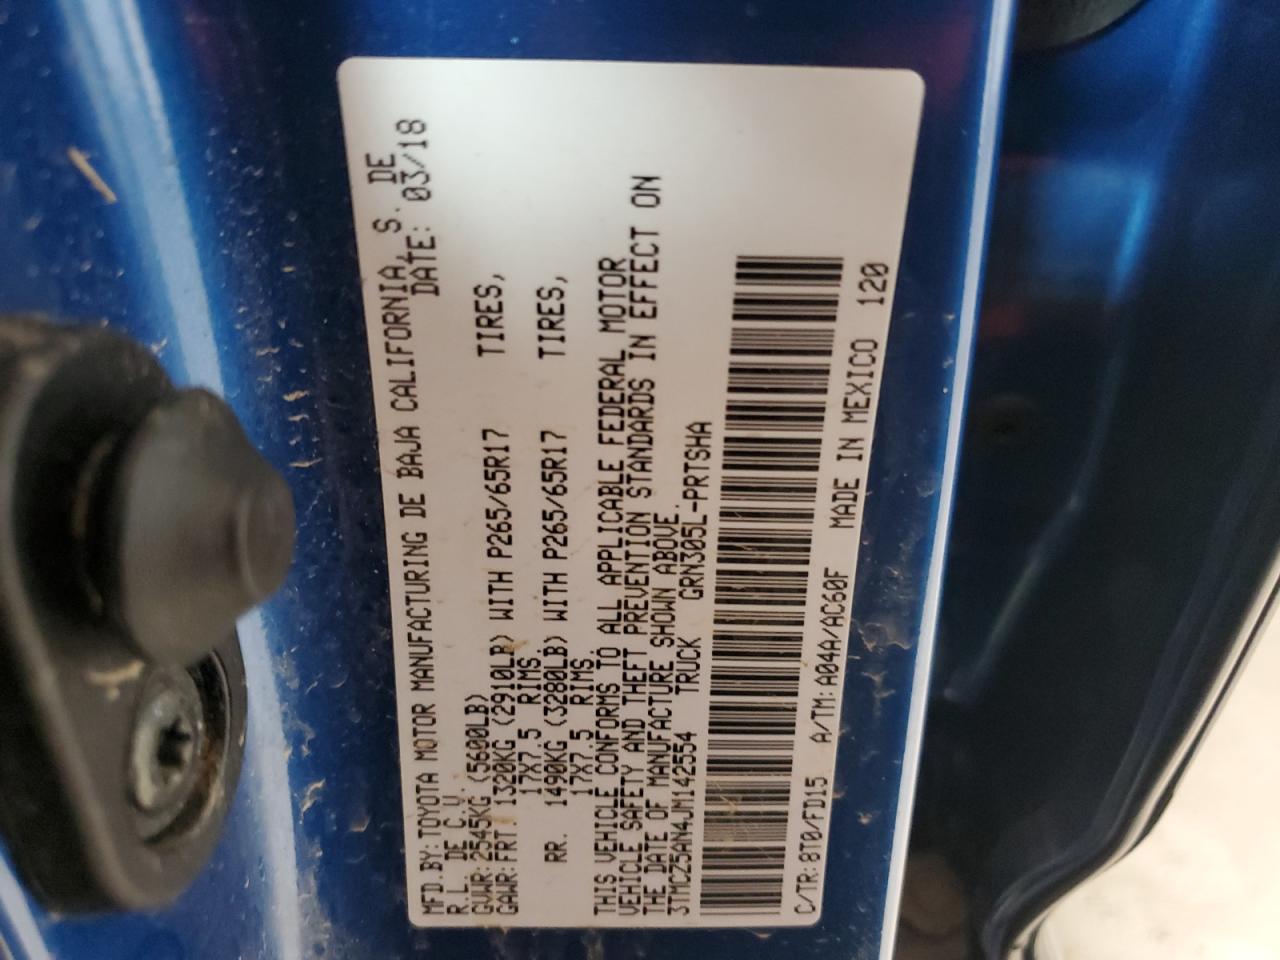 MFD.BY:TOYOTA MOTOR MANUFACTURING DE BAJA CALIFORNIA, S. DE
R.L. DE C.V. DATE: 03/18
GVWR:2545KG (5600LB)
GAWR:FRT. 1320KG (2910LB) WITH P265/65R17 TIRES,
17X7.5 RIMS.
RR. 1490KG (3280LB) WITH P265/65R17 TIRES,
17X7.5 RIMS.
THIS VEHICLE CONFORMS TO ALL APPLICABLE FEDERAL MOTOR
VEHICLE SAFETY AND THEFT PREVENTION STANDARDS IN EFFECT ON
THE DATE OF MANUFACTURE SHOWN ABOVE.
3TMCZ5AN4JM142554 TRUCK GRN305L-PRTSHA
C/TR:8T0/FD15 A/TM:A04A/AC60F MADE IN MEXICO 120